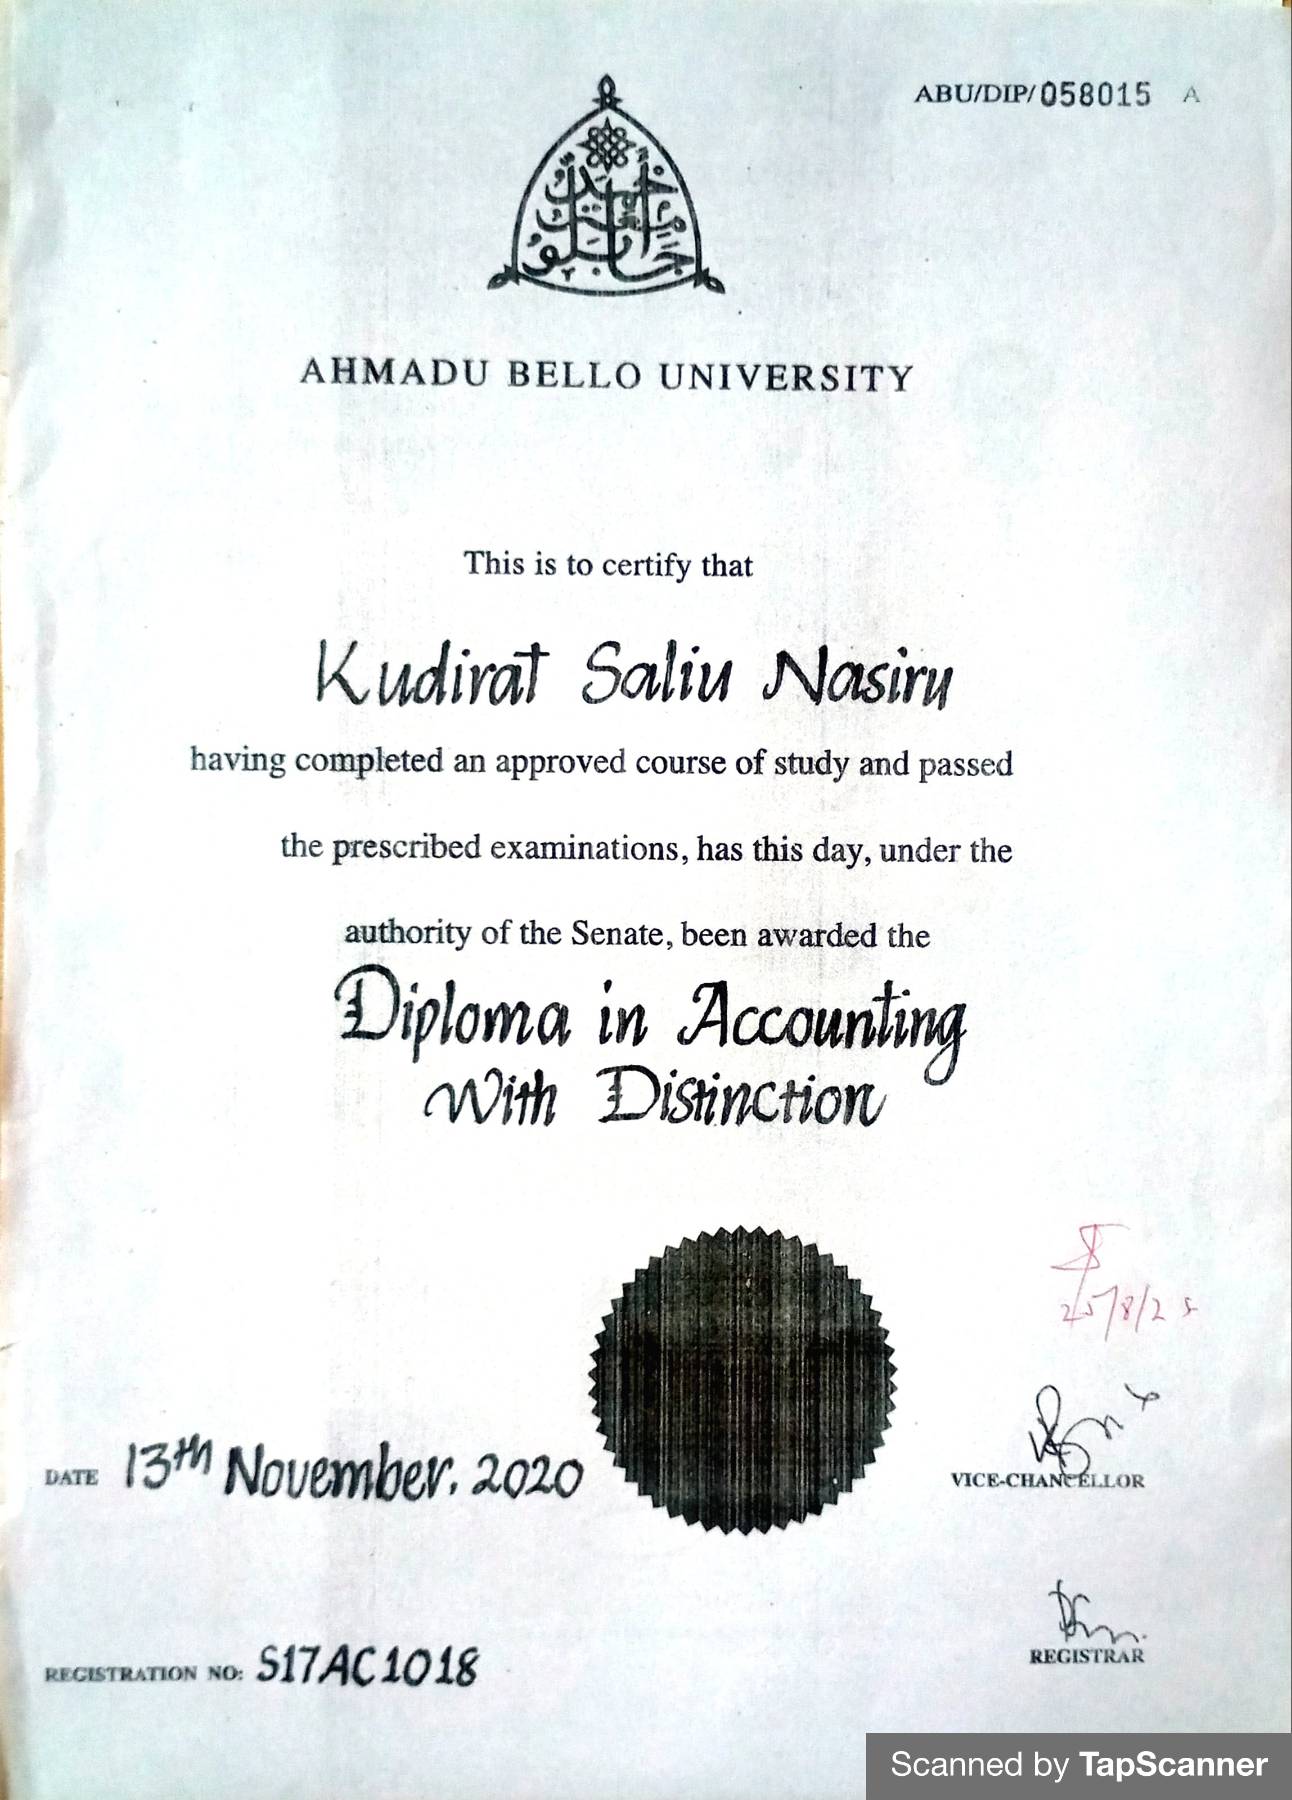 ABU/DIP/058015 A
AHMADU BELLO UNIVERSITY
This is to certify that
Kudirat Saliu Nasiru
having completed an approved course of study and passed
the prescribed examinations, has this day, under the
authority of the Senate, been awarded the
Diploma in Accounting
With Distinction
25/8/25
DATE 13th November, 2020
VICE-CHANCELLOR
REGISTRAR
REGISTRATION NO: S17AC1018
Scanned by TapScanner